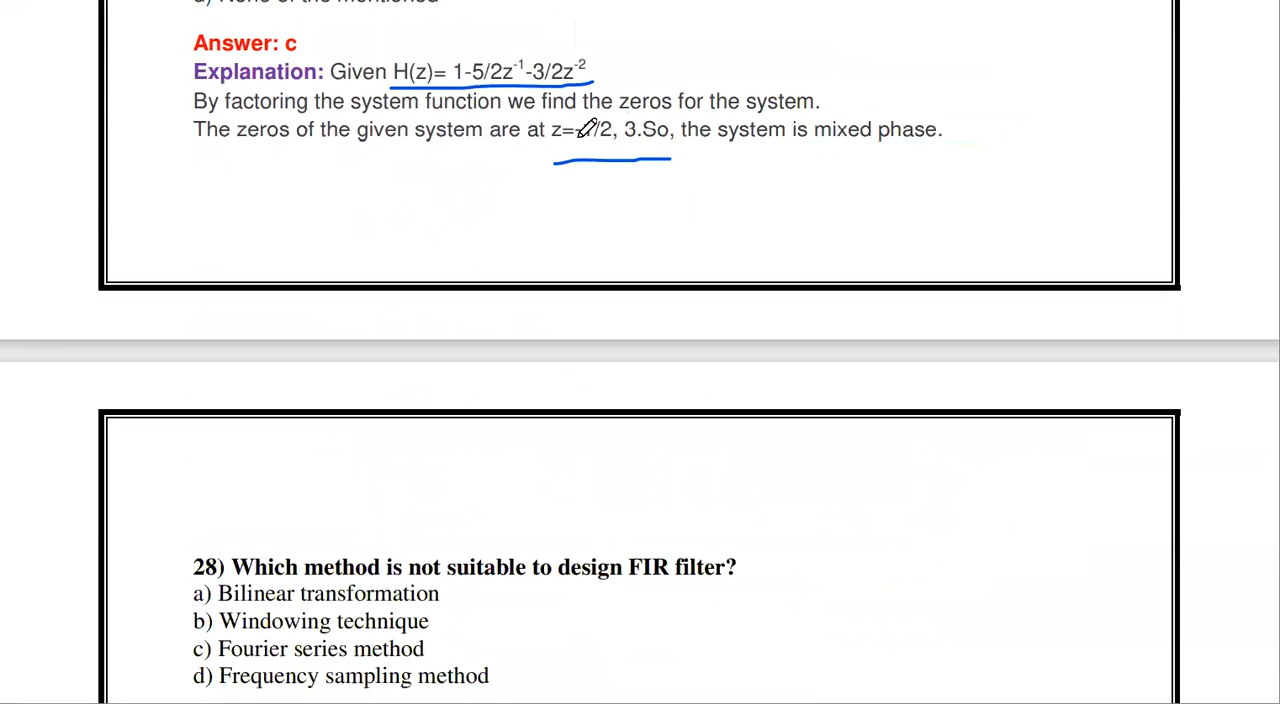 Answer: c
Explanation: Given H(z)= 1-5/2z-1-3/2z-2
By factoring the system function we find the zeros for the system.
The zeros of the given system are at z= /2, 3.So, the system is mixed phase.
28) Which method is not suitable to design FIR filter?
a) Bilinear transformation
b) Windowing technique
c) Fourier series method
d) Frequency sampling method